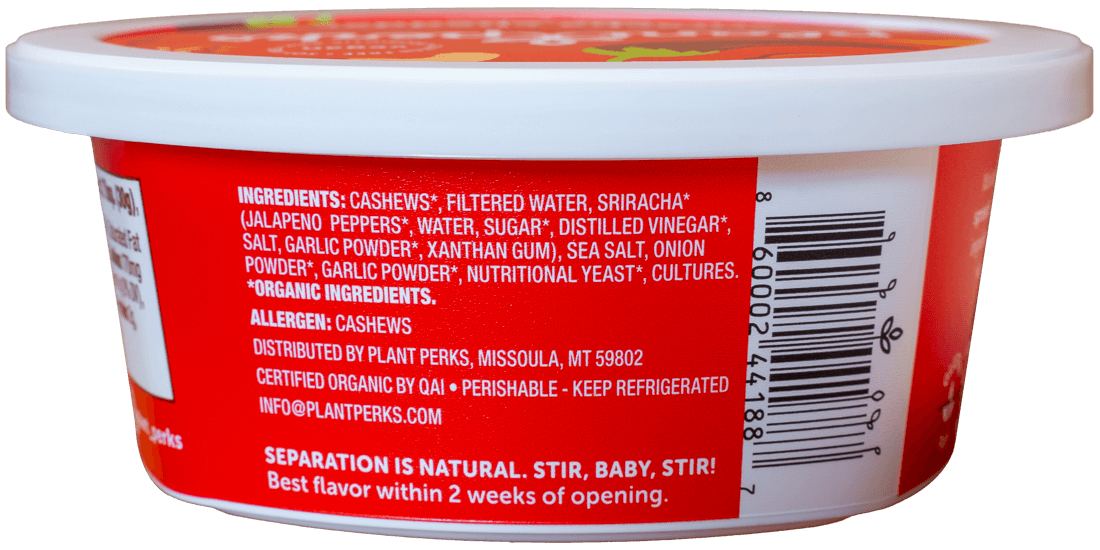 INGREDIENTS: CASHEWS*, FILTERED WATER, SRIRACHA*
(JALAPENO PEPPERS*, WATER, SUGAR*, DISTILLED VINEGAR*,
SALT, GARLIC POWDER*, XANTHAN GUM), SEA SALT, ONION
POWDER*, GARLIC POWDER*, NUTRITIONAL YEAST*, CULTURES.
*ORGANIC INGREDIENTS.
ALLERGEN: CASHEWS
DISTRIBUTED BY PLANT PERKS, MISSOULA, MT 59802
CERTIFIED ORGANIC BY QAI • PERISHABLE - KEEP REFRIGERATED
INFO@PLANTPERKS.COM
SEPARATION IS NATURAL. STIR, BABY, STIR!
Best flavor within 2 weeks of opening.
8 60002 44188 7
(30g),
Fat
perks